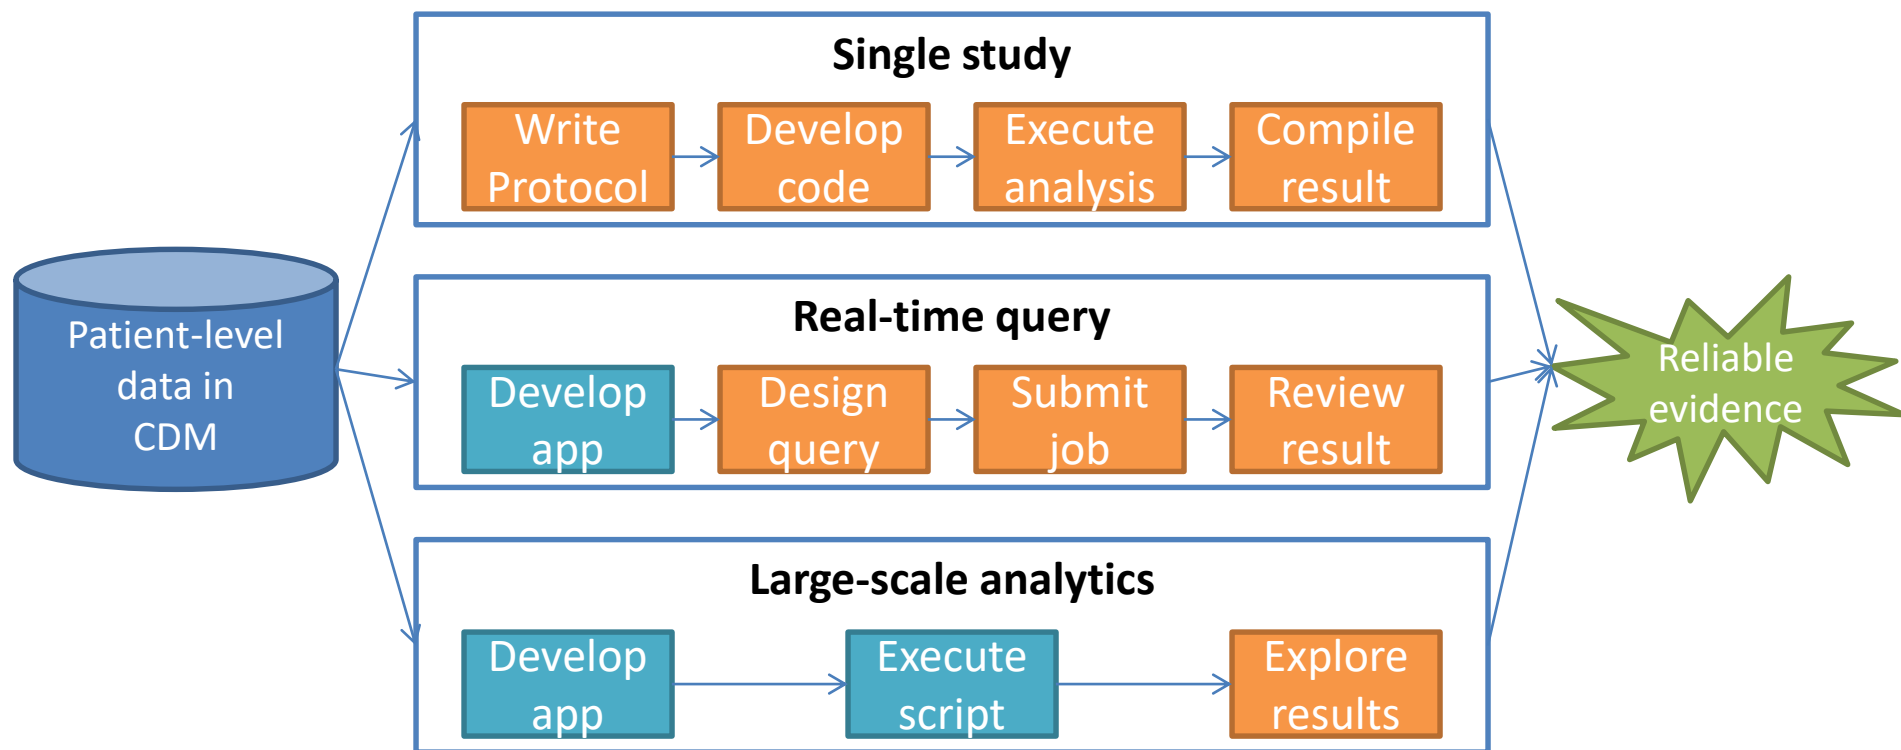 Single study
Write
Protocol
Develop
code
Execute
analysis
Compile
result
Patient-level
data in
CDM
Real-time query
Develop
app
Design
query
Submit
job
Review
result
Reliable
evidence
Large-scale analytics
Develop
app
Execute
script
Explore
results